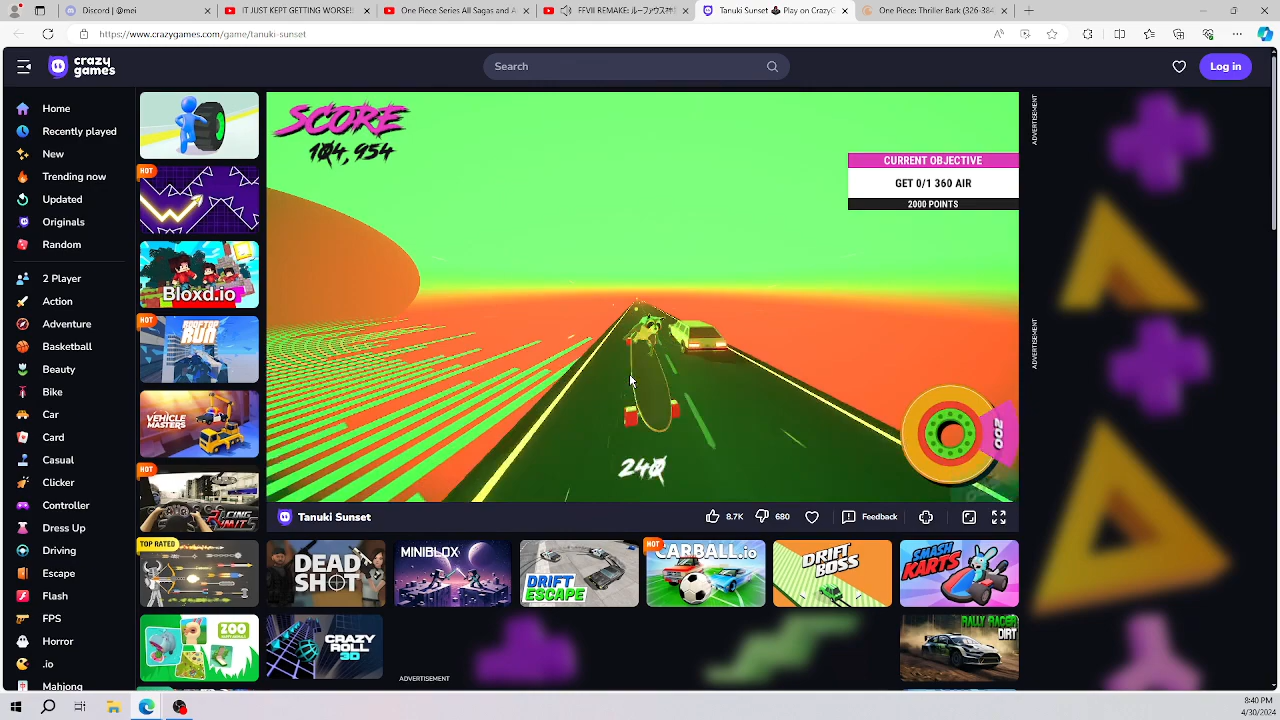 Discord | @mei
IT JUST KEEPS GETTING WORSE!!
One Piece Series All Sagas and A
FFVII REMAKE: ループウスマ
Tanuki Sunset 🕹️ Play on CrazyG
One Piece: Thriller Bark (326-384
https://www.crazygames.com/game/tanuki-sunset
crazy
games
Search
Log in
Home
Recently played
New
Trending now
Updated
Originals
Random
2 Player
Action
Adventure
Basketball
Beauty
Bike
Car
Card
Casual
Clicker
Controller
Dress Up
Driving
Escape
Flash
FPS
Horror
.io
Mahjong
HOT
Bloxd.io
HOT
ROOFTOP
RUN
VEHICLE
MASTERS
HOT
RACING
LIMITS
TOP RATED
ZOO
SCORE
104,954
CURRENT OBJECTIVE
GET 0/1 360 AIR
2000 POINTS
240
200
Tanuki Sunset
8.7K
680
Feedback
DEAD
SHOT
MINIBLOX
DRIFT
ESCAPE
HOT
CARBALL.io
DRIFT
BOSS
SMASH
KARTS
CRAZY
ROLL
3D
ADVERTISEMENT
RALLY RACER
DIRT
ADVERTISEMENT
ADVERTISEMENT
8:40 PM
4/30/2024